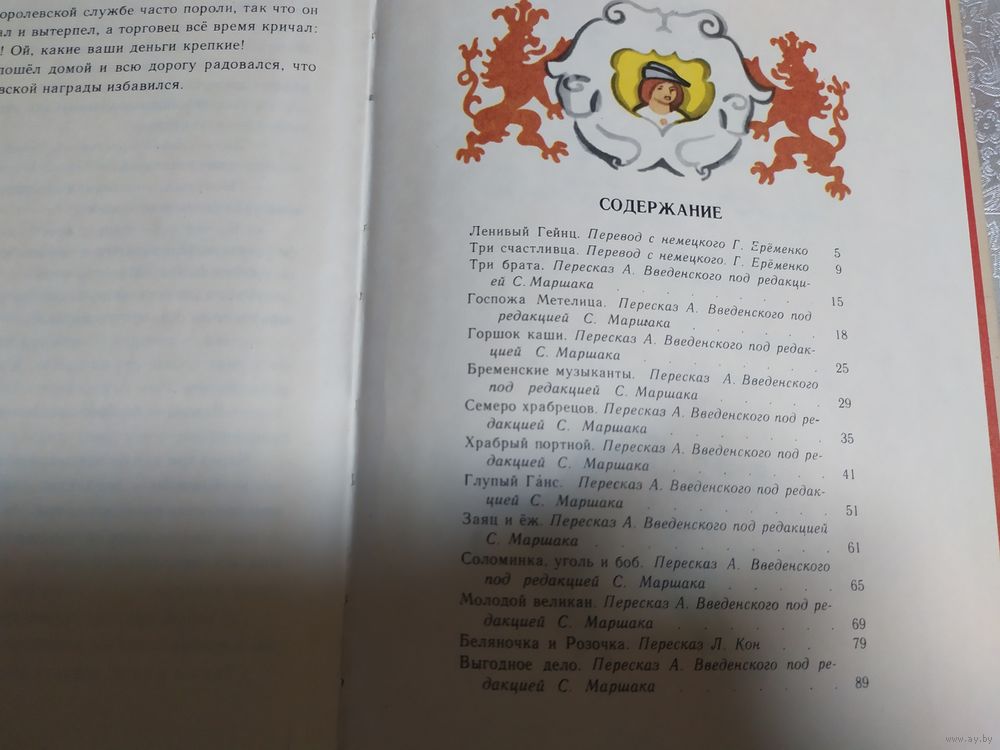 оролевской службе часто пороли, так что он
ал и вытерпел, а торговец всё время кричал:
! Ой, какие ваши деньги крепкие!
пошёл домой и всю дорогу радовался, что
вской награды избавился.
СОДЕРЖАНИЕ
Ленивый Гейнц. Перевод с немецкого Г. Ерёменко 5
Три счастливца. Перевод с немецкого. Г. Ерёменко 9
Три брата. Пересказ А. Введенского под редакци-
ей С. Маршака . . . . . . . 15
Госпожа Метелица. Пересказ А. Введенского под
редакцией С. Маршака . . . . . 18
Горшок каши. Пересказ А. Введенского под редак-
цией С. Маршака . . . . . . 25
Бременские музыканты. Пересказ А. Введенского
под редакцией С. Маршака . . . . 29
Семеро храбрецов. Пересказ А. Введенского под ре-
дакцией С. Маршака . . . . . 35
Храбрый портной. Пересказ А. Введенского под ре-
дакцией С. Маршака . . . . . 41
Глупый Га́нс. Пересказ А. Введенского под редак-
цией С. Маршака . . . . . . 51
Заяц и ёж. Пересказ А. Введенского под редакцией
С. Маршака . . . . . . . 61
Соломинка, уголь и боб. Пересказ А. Введенского
под редакцией С. Маршака . . . . 65
Молодой великан. Пересказ А. Введенского под ре-
дакцией С. Маршака . . . . . 69
Беляночка и Розочка. Пересказ Л. Кон . . 79
Выгодное дело. Пересказ А. Введенского под ре-
дакцией С. Маршака . . . . . 89
www.ay.by